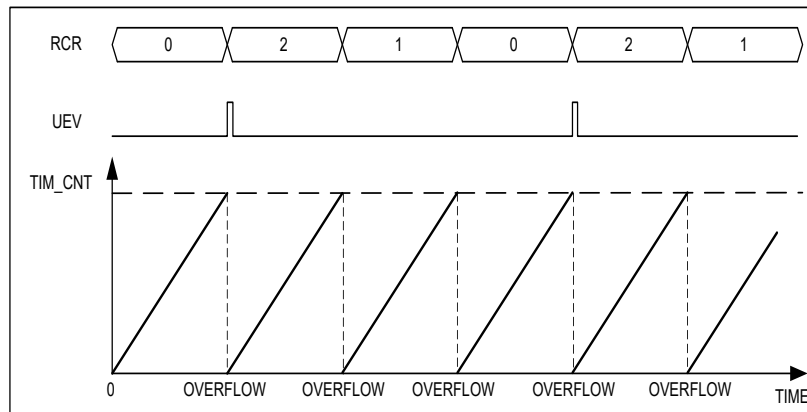 RCR 0 2 1 0 2 1
UEV
TIM_CNT
0 OVERFLOW OVERFLOW OVERFLOW OVERFLOW OVERFLOW TIME